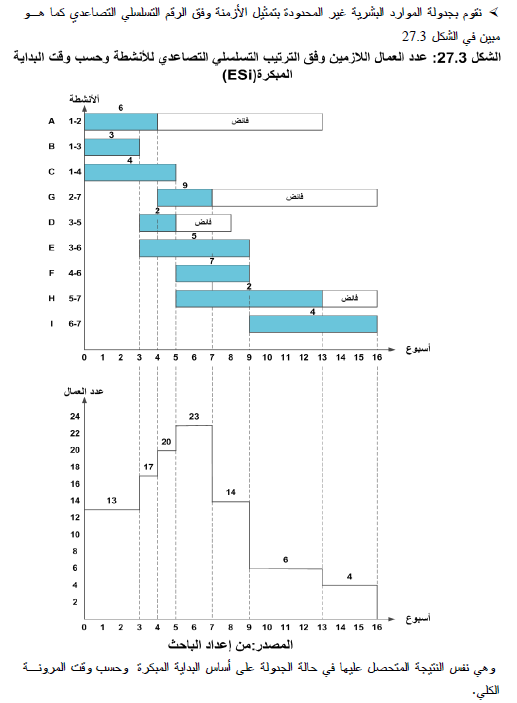 ➢ نقوم بجدولة الموارد البشرية غير المحدودة بتمثيل الأزمنة وفق الرقم التسلسلي التصاعدي كما هـــو
مبين في الشكل 27.3
الشكل 27.3: عدد العمال اللازمين وفق الترتيب التسلسلي التصاعدي للأنشطة وحسب وقت البداية
المبكرة(ESi)
الأنشطة
6
A 1-2 فائض
3
B 1-3
4
C 1-4
9
G 2-7 فائض
2
D 3-5 فائض
5
E 3-6
7
F 4-6
2
H 5-7 فائض
4
I 6-7
0 1 2 3 4 5 6 7 8 9 10 11 12 13 14 15 16 أسبوع
عدد العمال
24
22
20
18
16
14
12
10
8
6
4
2
13
17
20
23
14
6
4
0 1 2 3 4 5 6 7 8 9 10 11 12 13 14 15 16
أسبوع
المصدر:من إعداد الباحث
وهي نفس النتيجة المتحصل عليها في حالة الجدولة على أساس البداية المبكرة وحسب وقت المرونـــة
الكلي.